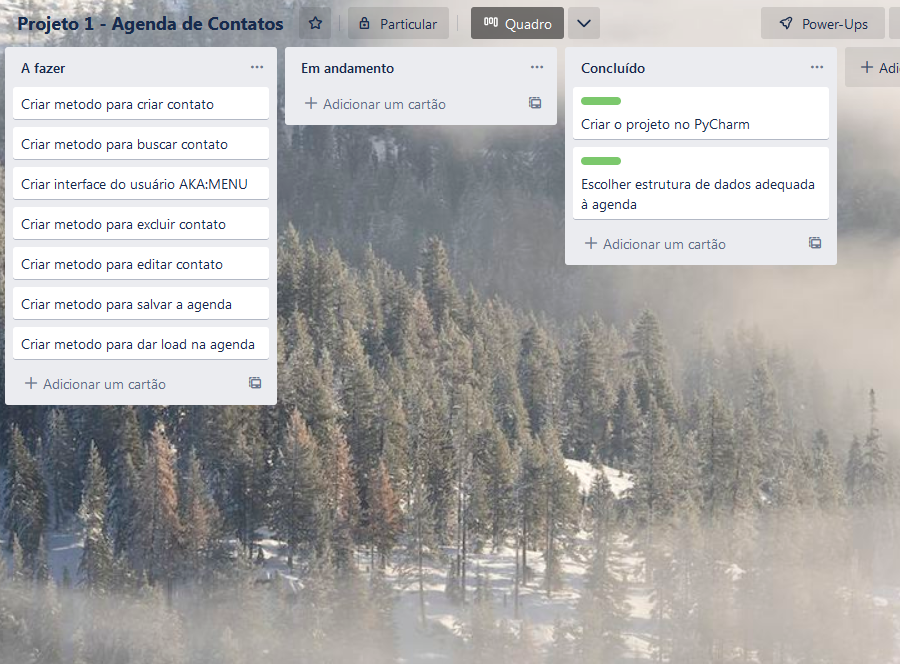 Projeto 1 - Agenda de Contatos
Particular
Quadro
Power-Ups
A fazer
Criar metodo para criar contato
Criar metodo para buscar contato
Criar interface do usuário AKA:MENU
Criar metodo para excluir contato
Criar metodo para editar contato
Criar metodo para salvar a agenda
Criar metodo para dar load na agenda
Adicionar um cartão
Em andamento
Adicionar um cartão
Concluído
Criar o projeto no PyCharm
Escolher estrutura de dados adequada
à agenda
Adicionar um cartão
Adi